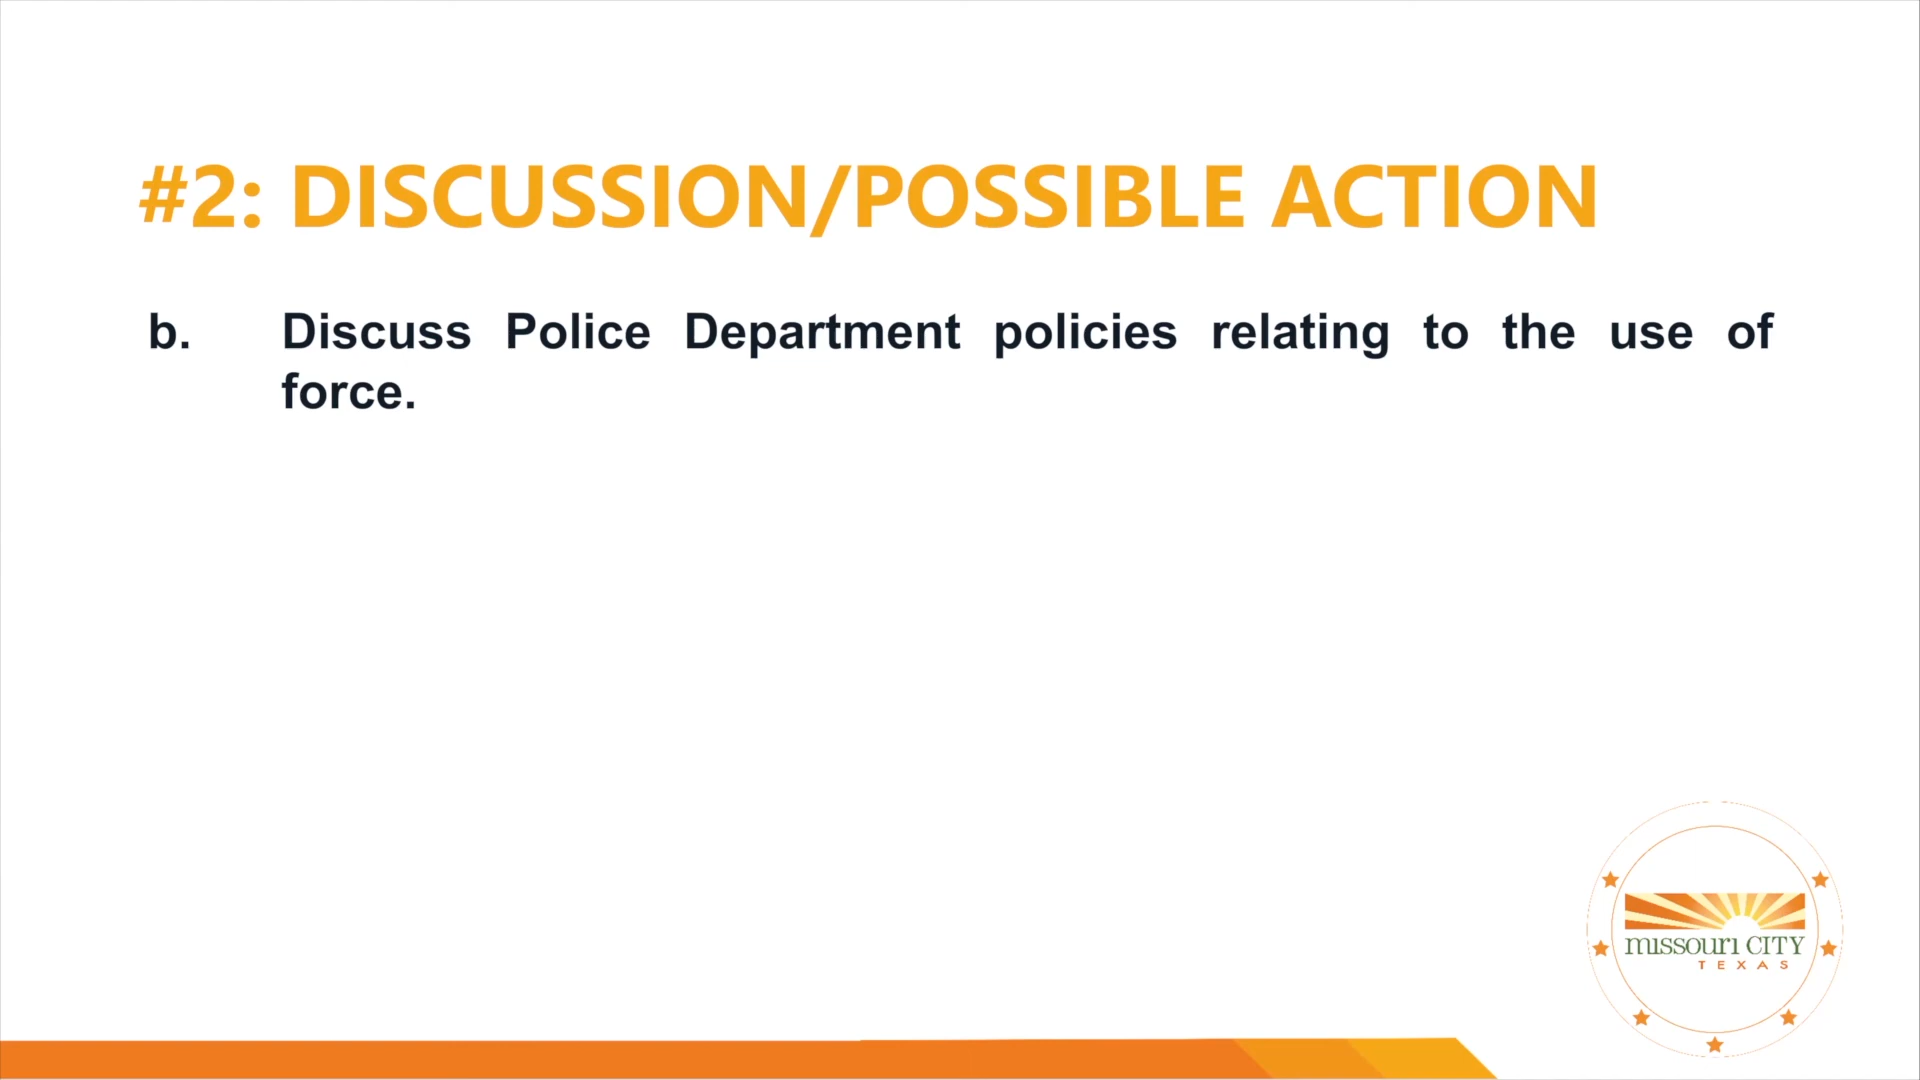 #2: DISCUSSION/POSSIBLE ACTION
b. Discuss Police Department policies relating to the use of
force.
missouri CITY
TEXAS